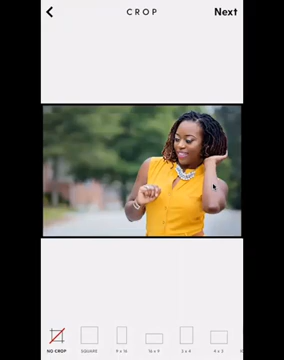 CROP
Next
NO CROP
SQUARE
9 x 16
16 x 9
3 x 4
4 x 3